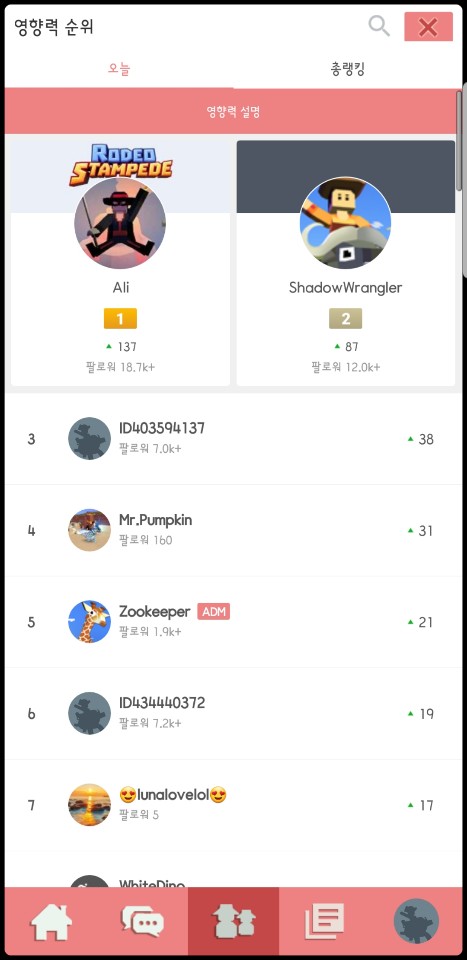 영향력 순위
오늘
총랭킹
영향력 설명
RODEO
STAMPEDE
Ali
1
137
팔로워 18.7k+
ShadowWrangler
2
87
팔로워 12.0k+
3
ID403594137
팔로워 7.0k+
38
4
Mr.Pumpkin
팔로워 160
31
5
Zookeeper ADM
팔로워 1.9k+
21
6
ID434440372
팔로워 7.2k+
19
7
😍lunalovelol😍
팔로워 5
17
WhiteDino